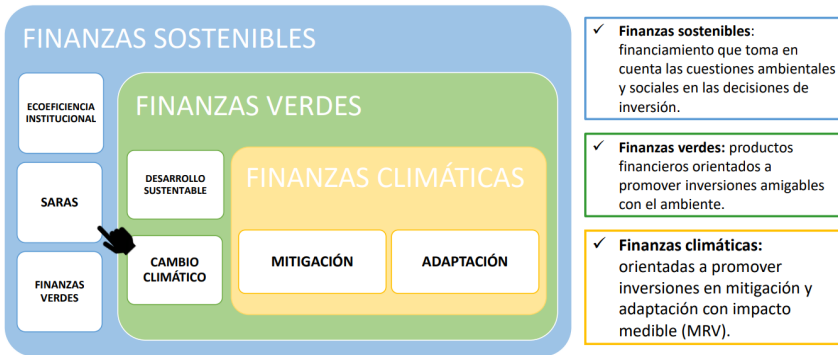 FINANZAS SOSTENIBLES
ECOEFICIENCIA
INSTITUCIONAL
SARAS
FINANZAS
VERDES
FINANZAS VERDES
DESARROLLO
SUSTENTABLE
CAMBIO
CLIMÁTICO
FINANZAS CLIMÁTICAS
MITIGACIÓN
ADAPTACIÓN
✓ Finanzas sostenibles:
financiamiento que toma en
cuenta las cuestiones ambientales
y sociales en las decisiones de
inversión.
✓ Finanzas verdes: productos
financieros orientados a
promover inversiones amigables
con el ambiente.
✓ Finanzas climáticas:
orientadas a promover
inversiones en mitigación y
adaptación con impacto
medible (MRV).